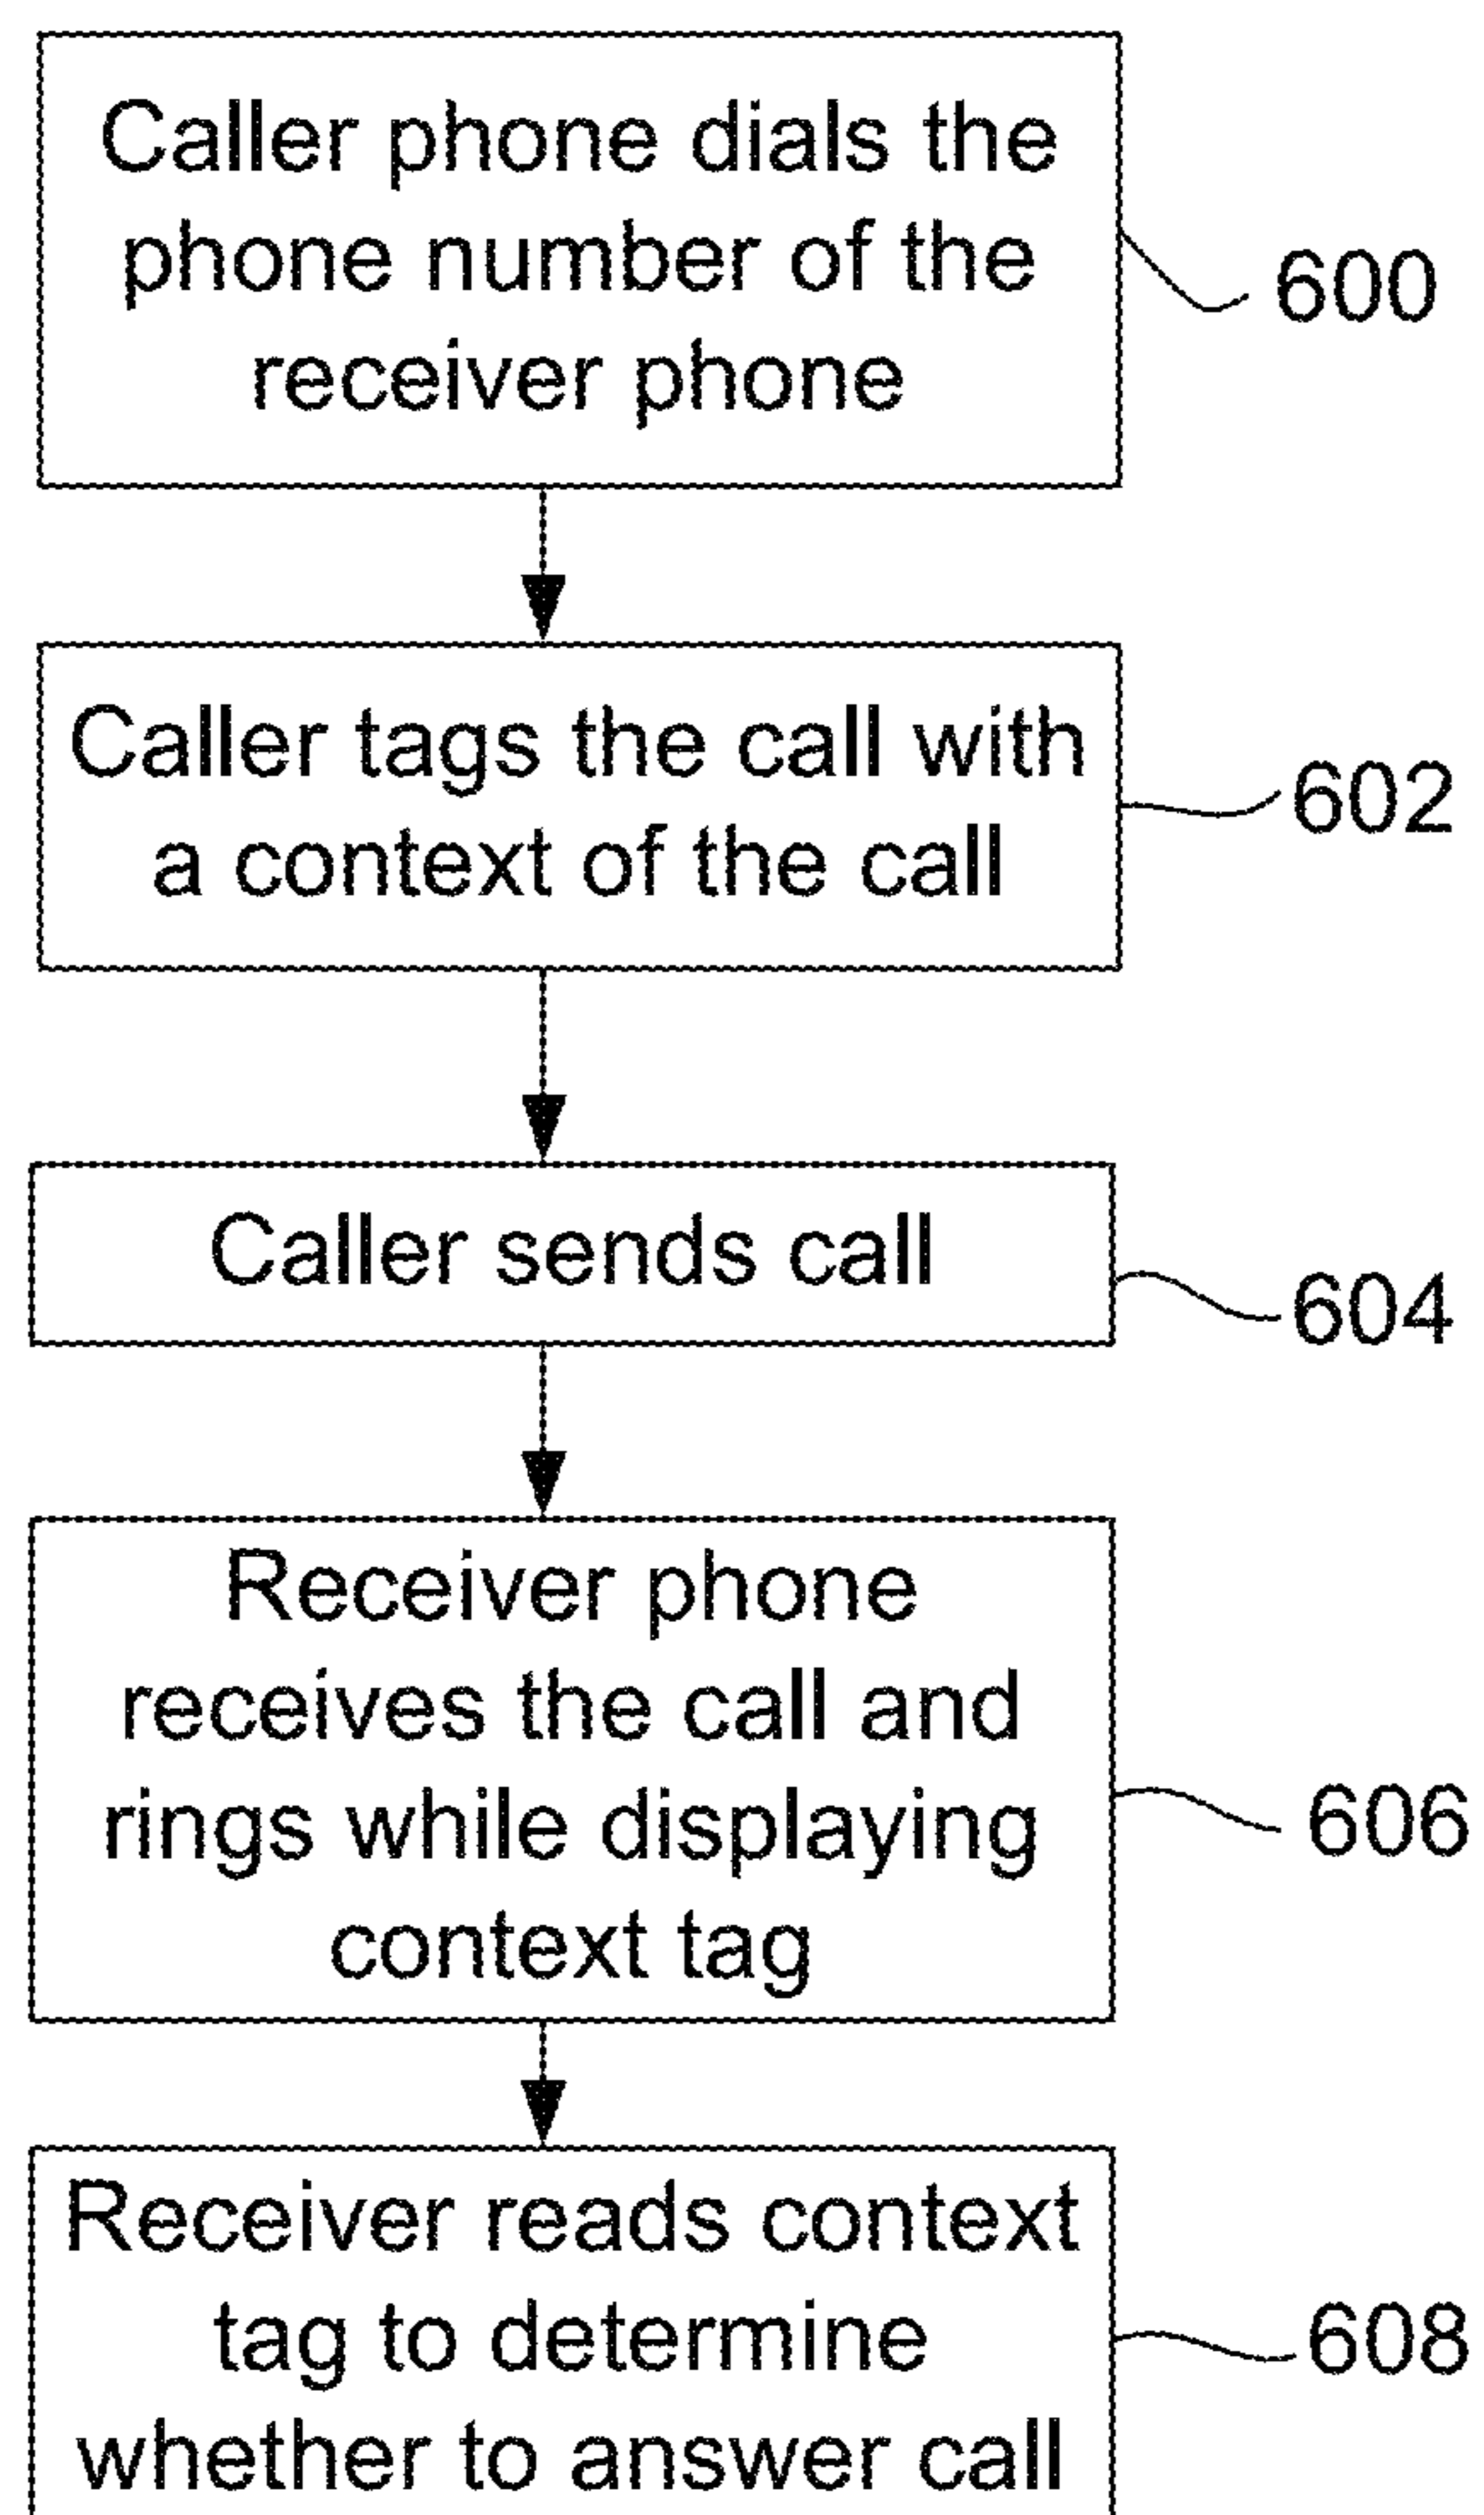 Caller phone dials the
phone number of the
receiver phone
600
Caller tags the call with
a context of the call
602
Caller sends call
604
Receiver phone
receives the call and
rings while displaying
context tag
606
Receiver reads context
tag to determine
whether to answer call
608